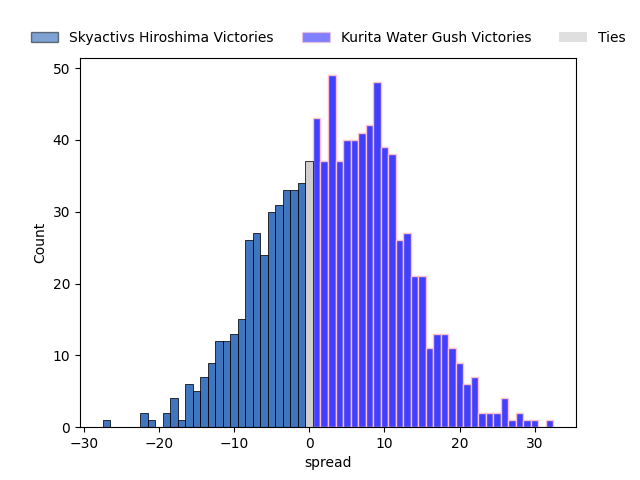 Skyactivs Hiroshima Victories Kurita Water Gush Victories Ties
50
40
30
20
10
0
Count
−30 −20 −10 0 10 20 30
spread